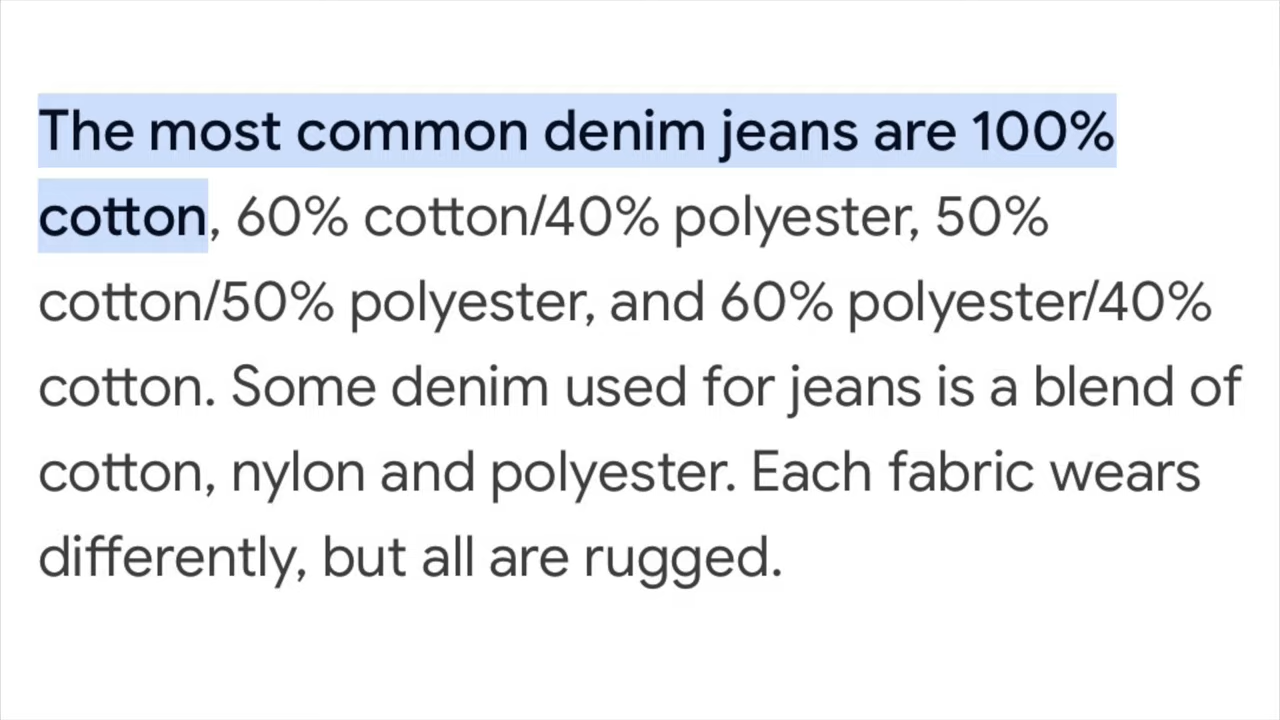 The most common denim jeans are 100%
cotton, 60% cotton/40% polyester, 50%
cotton/50% polyester, and 60% polyester/40%
cotton. Some denim used for jeans is a blend of
cotton, nylon and polyester. Each fabric wears
differently, but all are rugged.